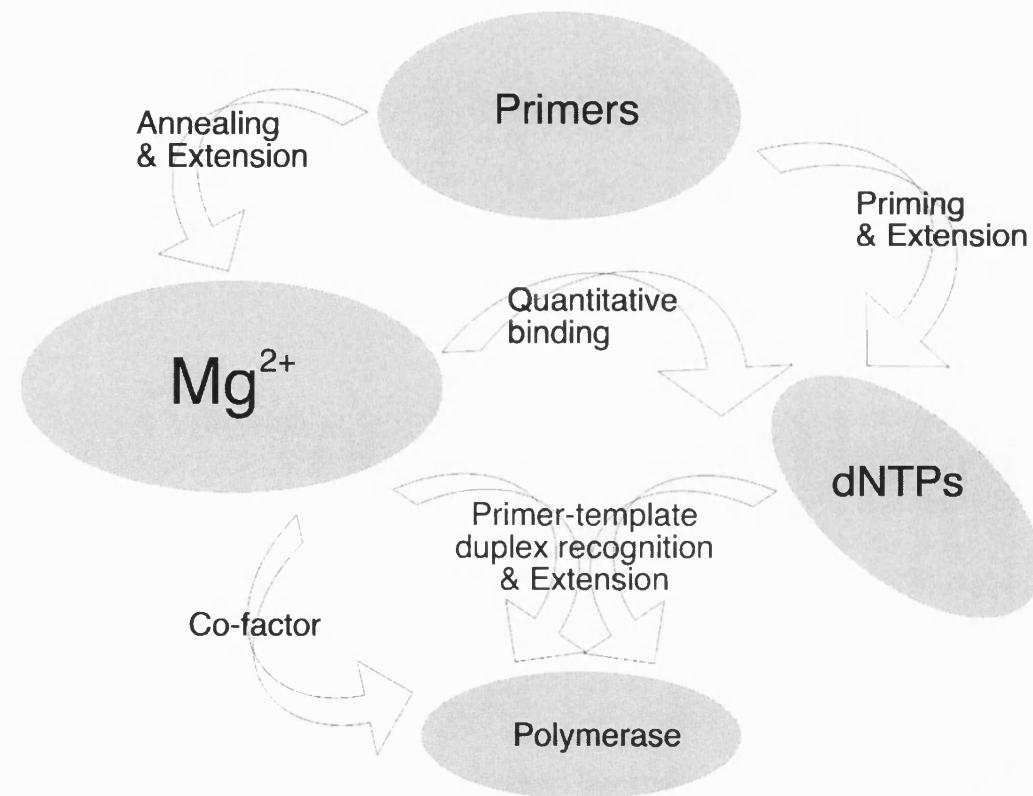 Primers
Annealing
& Extension
Priming
& Extension
Quantitative
binding
Mg²⁺
dNTPs
Primer-template
duplex recognition
& Extension
Co-factor
Polymerase